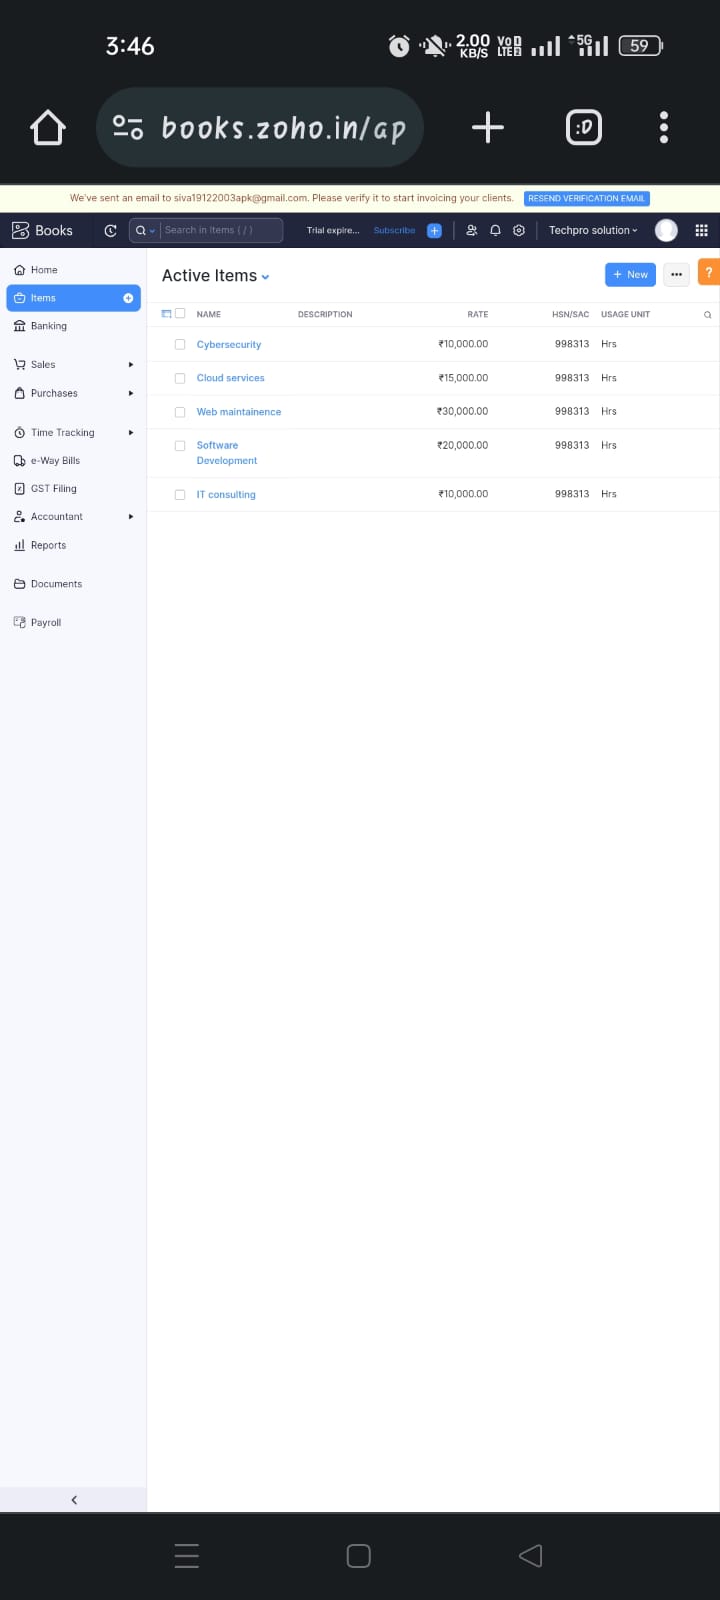 3:46
2.00 KB/S
Vo 1 LTE 2
5G
59
books.zoho.in/ap
:D
We've sent an email to siva19122003apk@gmail.com. Please verify it to start invoicing your clients. RESEND VERIFICATION EMAIL
Books
Search in Items ( / )
Trial expire... Subscribe
Techpro solution
Home
Items
Banking
Sales
Purchases
Time Tracking
e-Way Bills
GST Filing
Accountant
Reports
Documents
Payroll
Active Items
+ New
?
NAME DESCRIPTION RATE HSN/SAC USAGE UNIT
Cybersecurity ₹10,000.00 998313 Hrs
Cloud services ₹15,000.00 998313 Hrs
Web maintainence ₹30,000.00 998313 Hrs
Software ₹20,000.00 998313 Hrs
Development
IT consulting ₹10,000.00 998313 Hrs